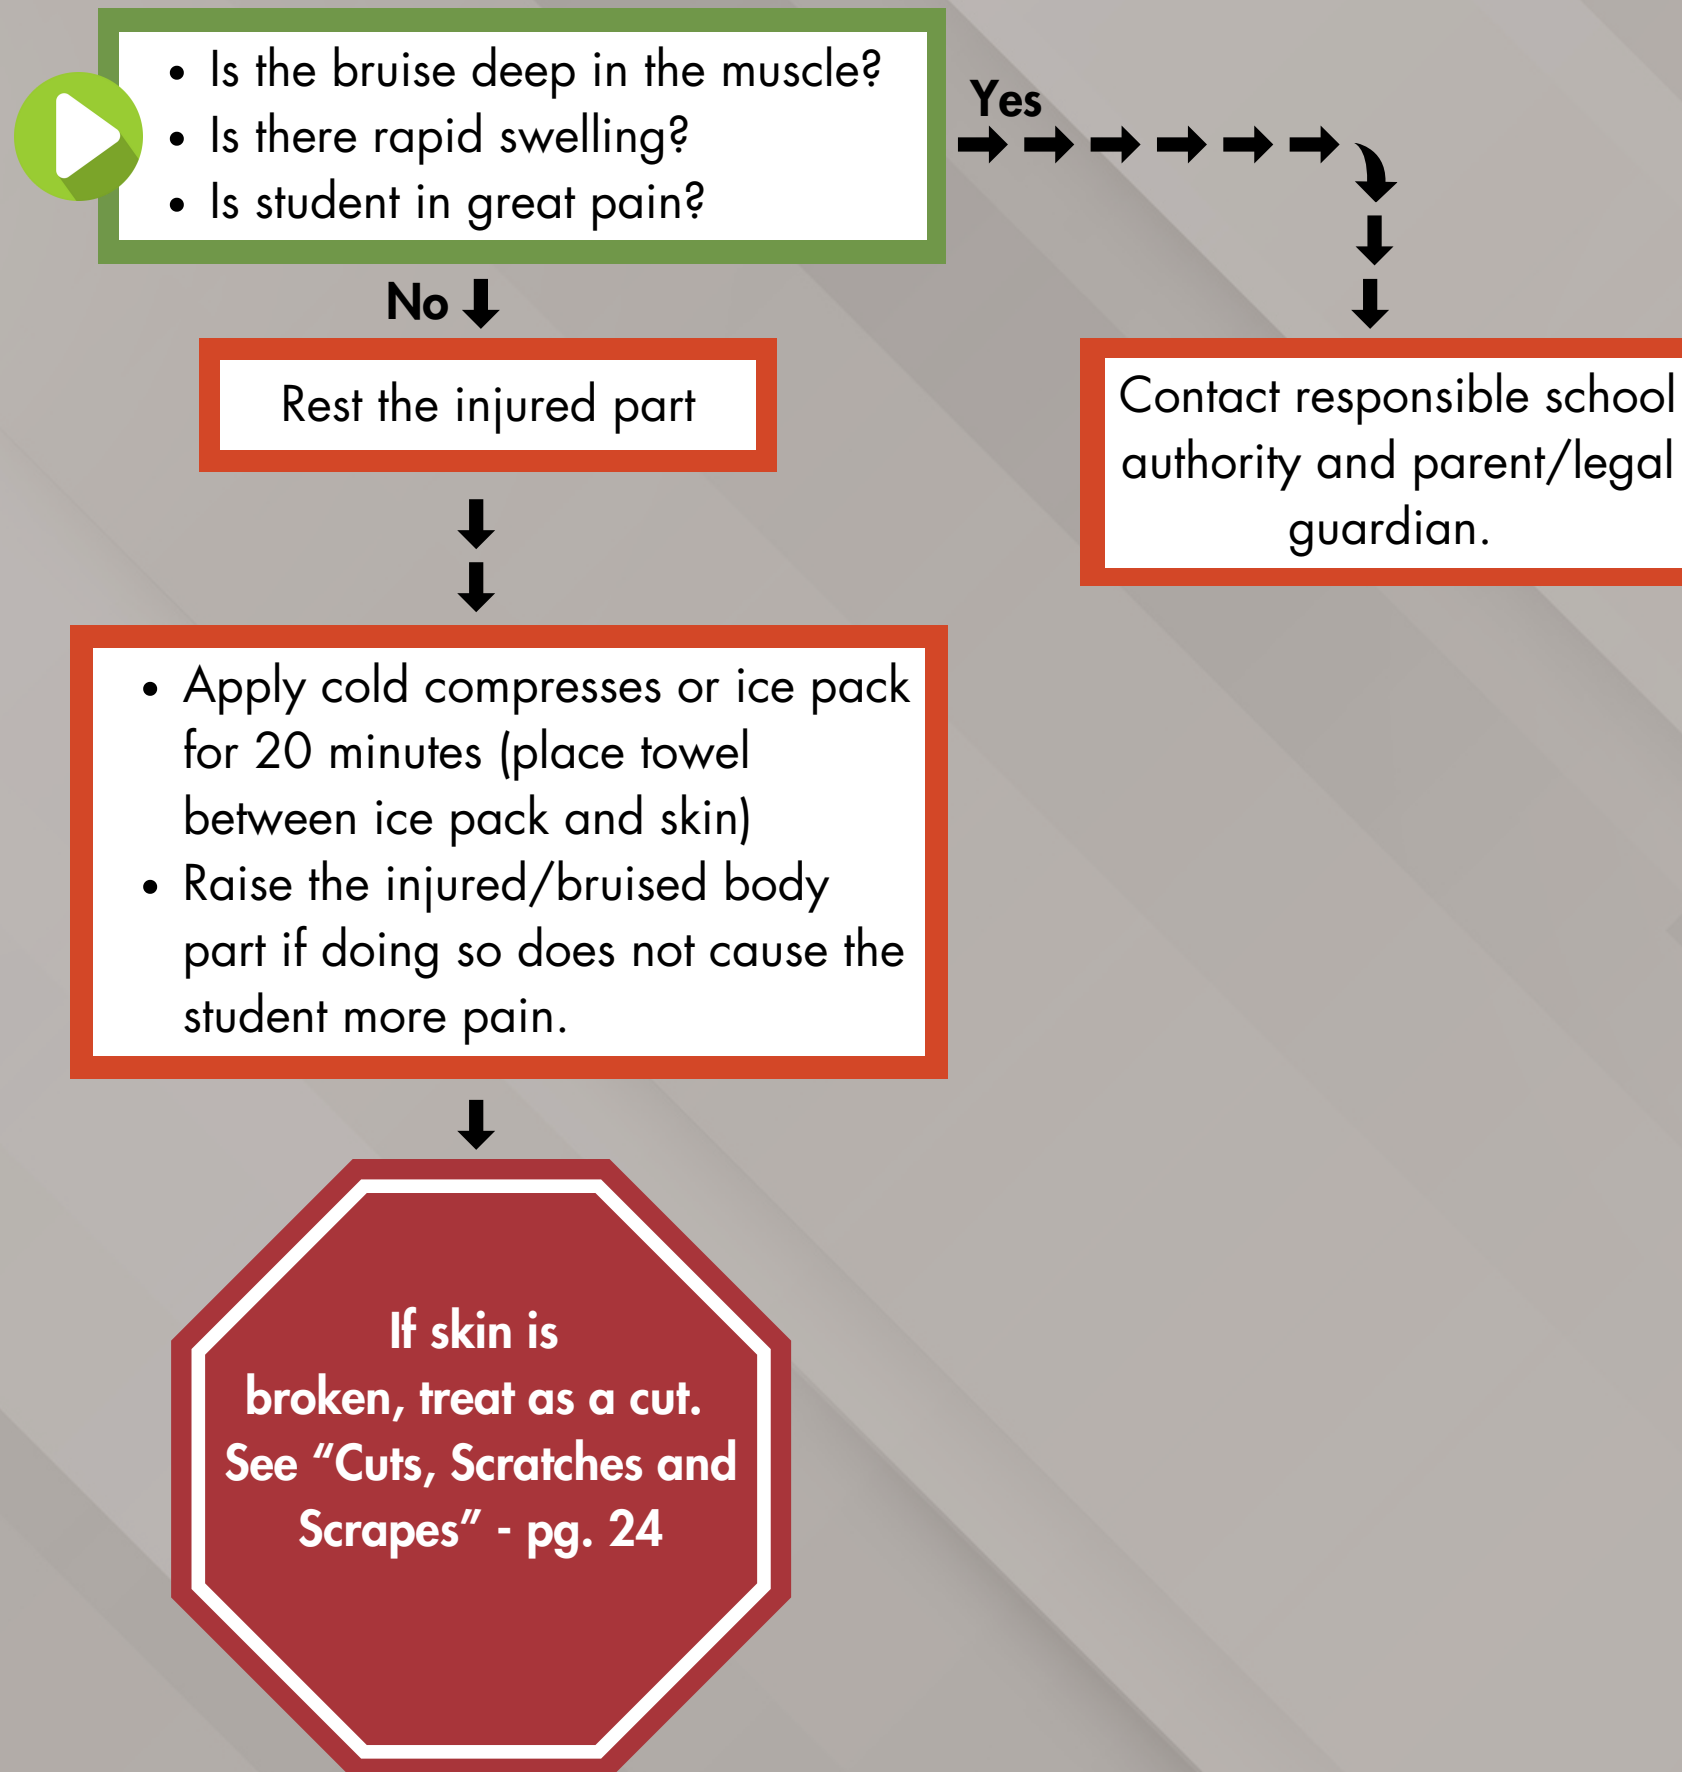 • Is the bruise deep in the muscle?
• Is there rapid swelling?
• Is student in great pain?
Yes
No
Rest the injured part
Contact responsible school
authority and parent/legal
guardian.
• Apply cold compresses or ice pack
for 20 minutes (place towel
between ice pack and skin)
• Raise the injured/bruised body
part if doing so does not cause the
student more pain.
If skin is
broken, treat as a cut.
See “Cuts, Scratches and
Scrapes” - pg. 24